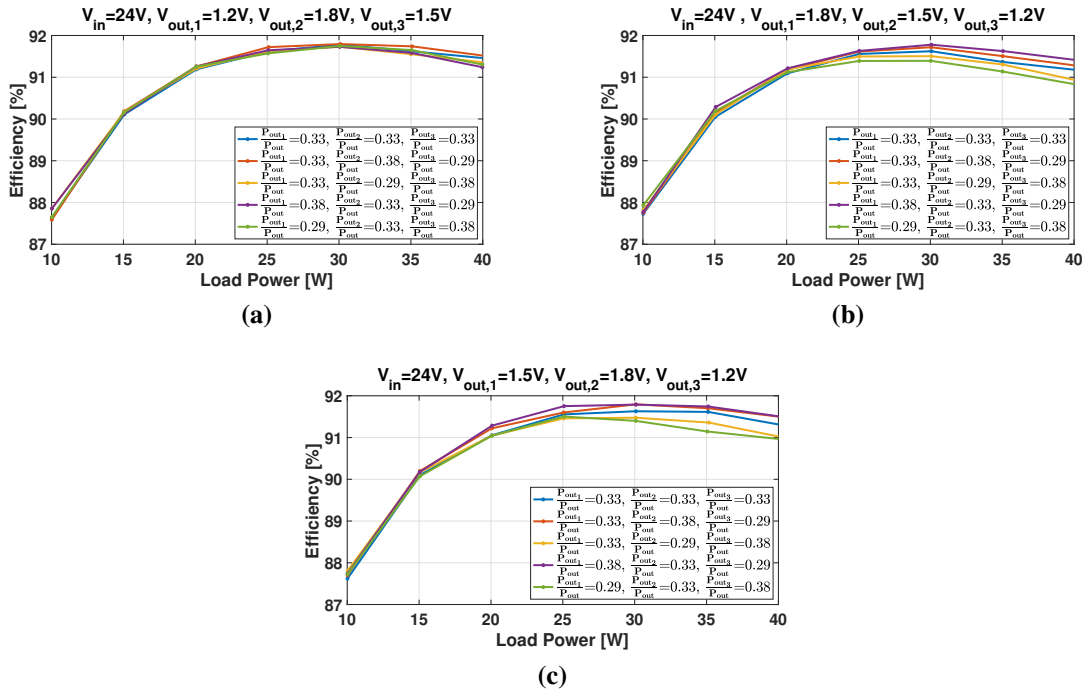 V_in=24V, V_out,1=1.2V, V_out,2=1.8V, V_out,3=1.5V
Efficiency [%]
92
91
90
89
88
87
P_out1/P_out=0.33, P_out2/P_out=0.33, P_out3/P_out=0.33
P_out1/P_out=0.33, P_out2/P_out=0.38, P_out3/P_out=0.29
P_out1/P_out=0.33, P_out2/P_out=0.29, P_out3/P_out=0.38
P_out1/P_out=0.38, P_out2/P_out=0.33, P_out3/P_out=0.29
P_out1/P_out=0.29, P_out2/P_out=0.33, P_out3/P_out=0.38
10 15 20 25 30 35 40
Load Power [W]
(a)
V_in=24V , V_out,1=1.8V, V_out,2=1.5V, V_out,3=1.2V
Efficiency [%]
92
91
90
89
88
87
P_out1/P_out=0.33, P_out2/P_out=0.33, P_out3/P_out=0.33
P_out1/P_out=0.33, P_out2/P_out=0.38, P_out3/P_out=0.29
P_out1/P_out=0.33, P_out2/P_out=0.29, P_out3/P_out=0.38
P_out1/P_out=0.38, P_out2/P_out=0.33, P_out3/P_out=0.29
P_out1/P_out=0.29, P_out2/P_out=0.33, P_out3/P_out=0.38
10 15 20 25 30 35 40
Load Power [W]
(b)
V_in=24V, V_out,1=1.5V, V_out,2=1.8V, V_out,3=1.2V
Efficiency [%]
92
91
90
89
88
87
P_out1/P_out=0.33, P_out2/P_out=0.33, P_out3/P_out=0.33
P_out1/P_out=0.33, P_out2/P_out=0.38, P_out3/P_out=0.29
P_out1/P_out=0.33, P_out2/P_out=0.29, P_out3/P_out=0.38
P_out1/P_out=0.38, P_out2/P_out=0.33, P_out3/P_out=0.29
P_out1/P_out=0.29, P_out2/P_out=0.33, P_out3/P_out=0.38
10 15 20 25 30 35 40
Load Power [W]
(c)